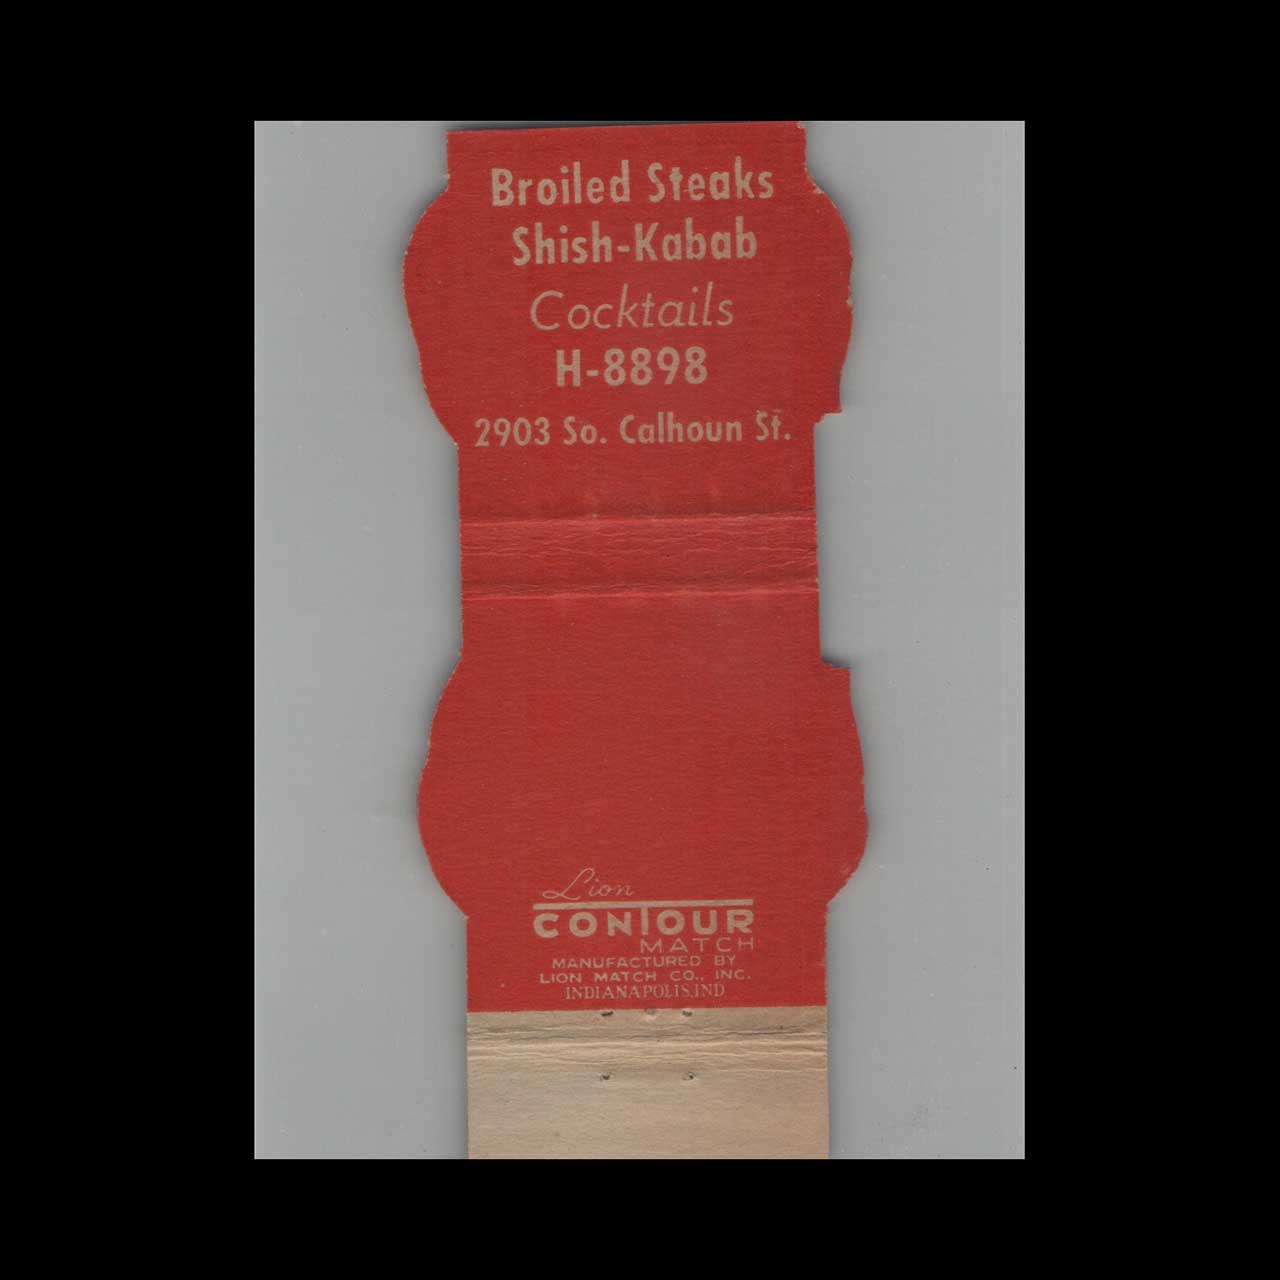 Broiled Steaks
Shish-Kabab
Cocktails
H-8898
2903 So. Calhoun St.
Lion
CONTOUR
MATCH
MANUFACTURED BY
LION MATCH CO., INC.
INDIANAPOLIS,IND